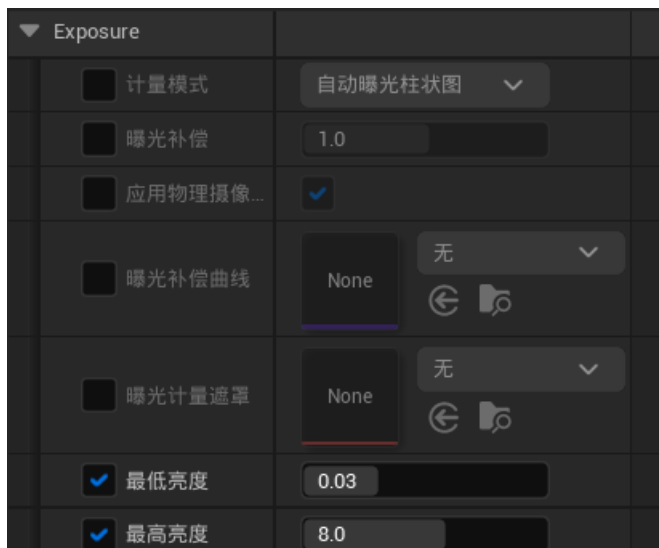 Exposure
计量模式 自动曝光柱状图
曝光补偿 1.0
应用物理摄像...
曝光补偿曲线 None 无
曝光计量遮罩 None 无
最低亮度 0.03
最高亮度 8.0